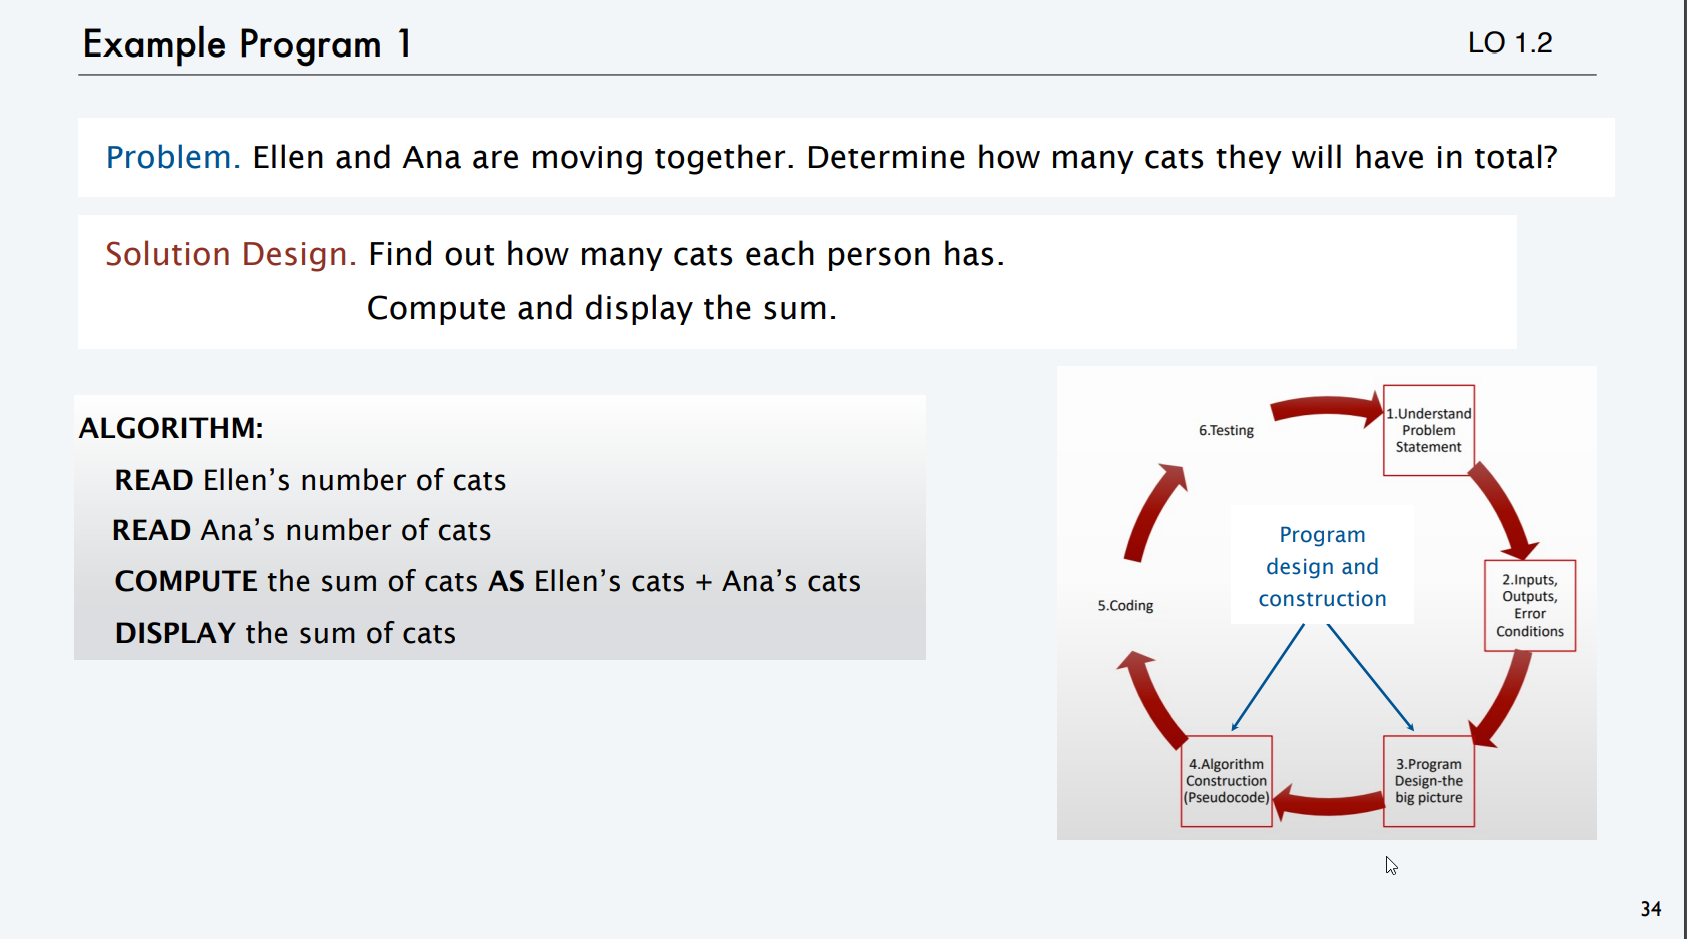 Example Program 1
LO 1.2
Problem. Ellen and Ana are moving together. Determine how many cats they will have in total?
Solution Design. Find out how many cats each person has.
Compute and display the sum.
ALGORITHM:
READ Ellen’s number of cats
READ Ana’s number of cats
COMPUTE the sum of cats AS Ellen’s cats + Ana’s cats
DISPLAY the sum of cats
1.Understand
Problem
Statement
2.Inputs,
Outputs,
Error
Conditions
3.Program
Design-the
big picture
4.Algorithm
Construction
(Pseudocode)
5.Coding
6.Testing
Program
design and
construction
34